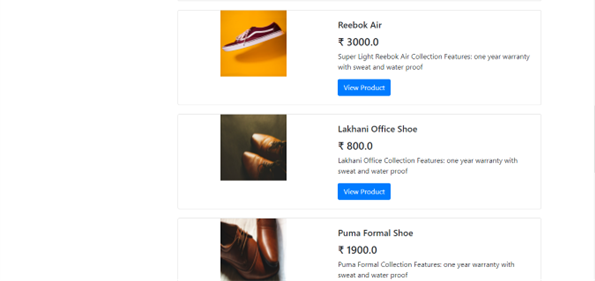 Reebok Air
₹ 3000.0
Super Light Reebok Air Collection Features: one year warranty
with sweat and water proof
View Product
Lakhani Office Shoe
₹ 800.0
Lakhani Office Collection Features: one year warranty with
sweat and water proof
View Product
Puma Formal Shoe
₹ 1900.0
Puma Formal Collection Features: one year warranty with
sweat and water proof